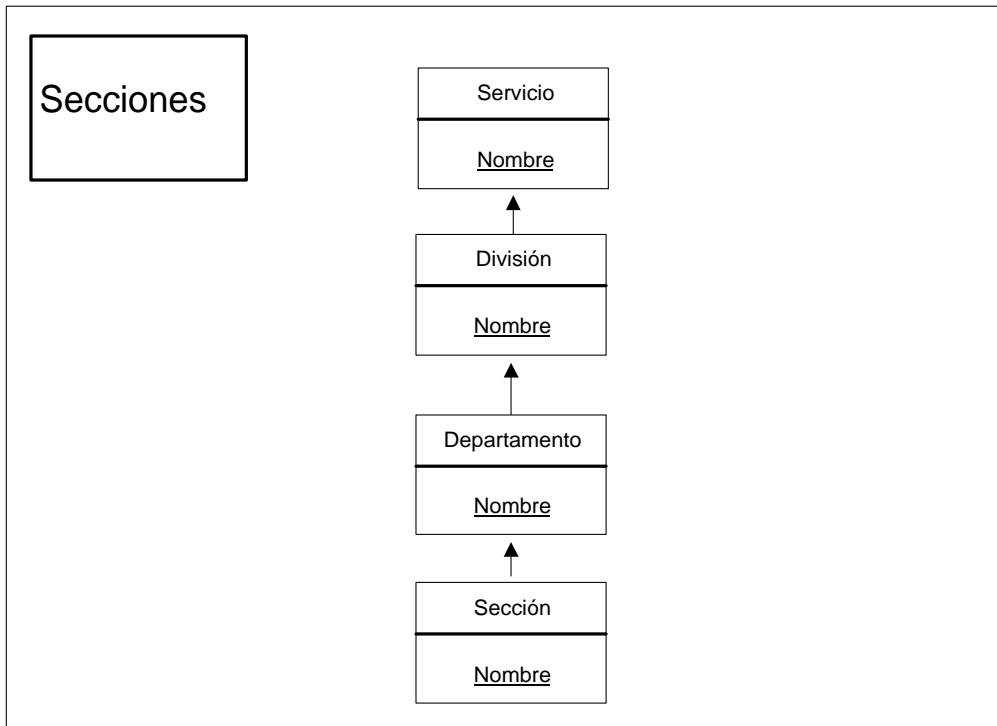 Secciones
Servicio
Nombre
División
Nombre
Departamento
Nombre
Sección
Nombre